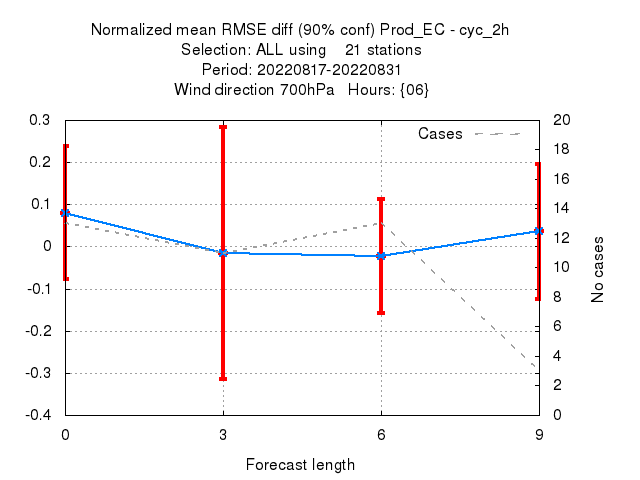 Normalized mean RMSE diff (90% conf) Prod_EC - cyc_2h
Selection: ALL using    21 stations
Period: 20220817-20220831
Wind direction 700hPa   Hours: {06}
Cases
0.3
0.2
0.1
0
-0.1
-0.2
-0.3
-0.4
20
18
16
14
12
10
8
6
4
2
0
No cases
0 3 6 9
Forecast length